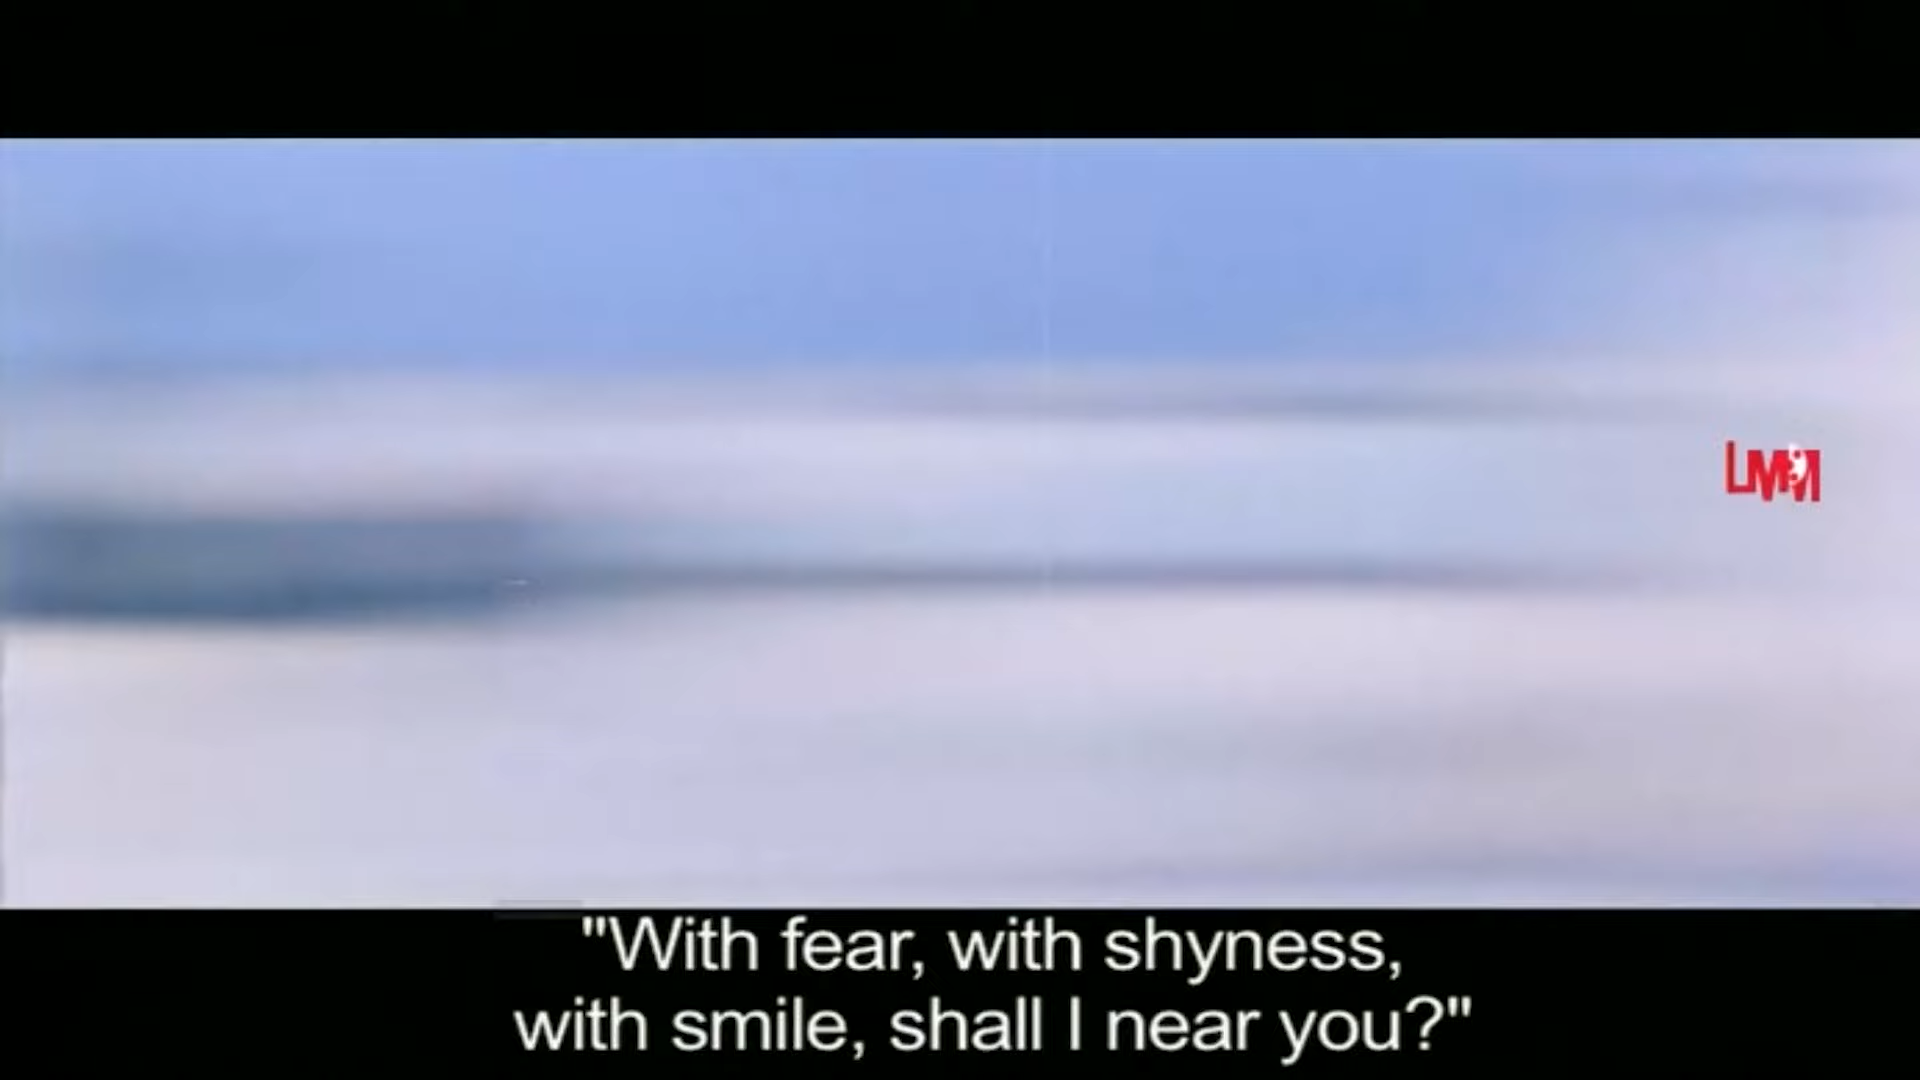 "With fear, with shyness,
with smile, shall I near you?"